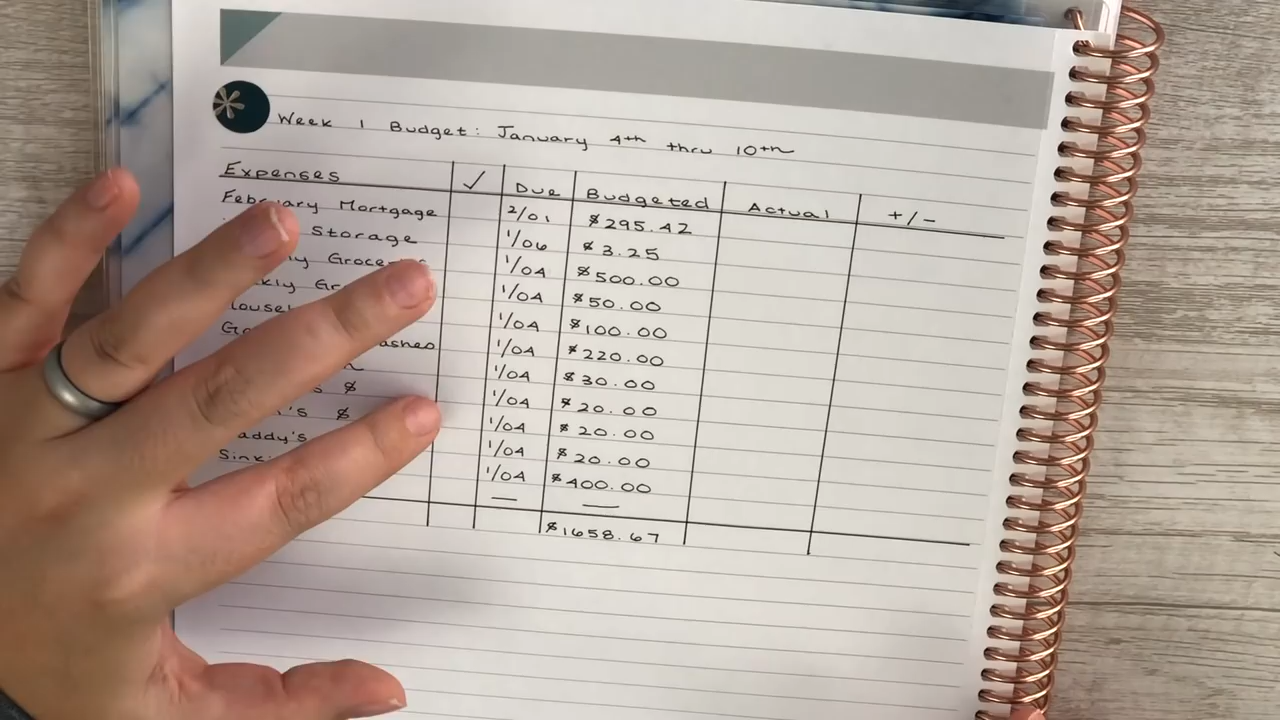 Week 1 Budget: January 4th thru 10th
Expenses ✓ Due Budgeted Actual +/-
February Mortgage 2/01 $295.42
Storage 1/06 $3.25
1/04 $500.00
1/04 $50.00
1/04 $100.00
1/04 $220.00
1/04 $30.00
$ 1/04 $20.00
's $ 1/04 $20.00
addy's 1/04 $20.00
1/04 $400.00
— —
$1658.67